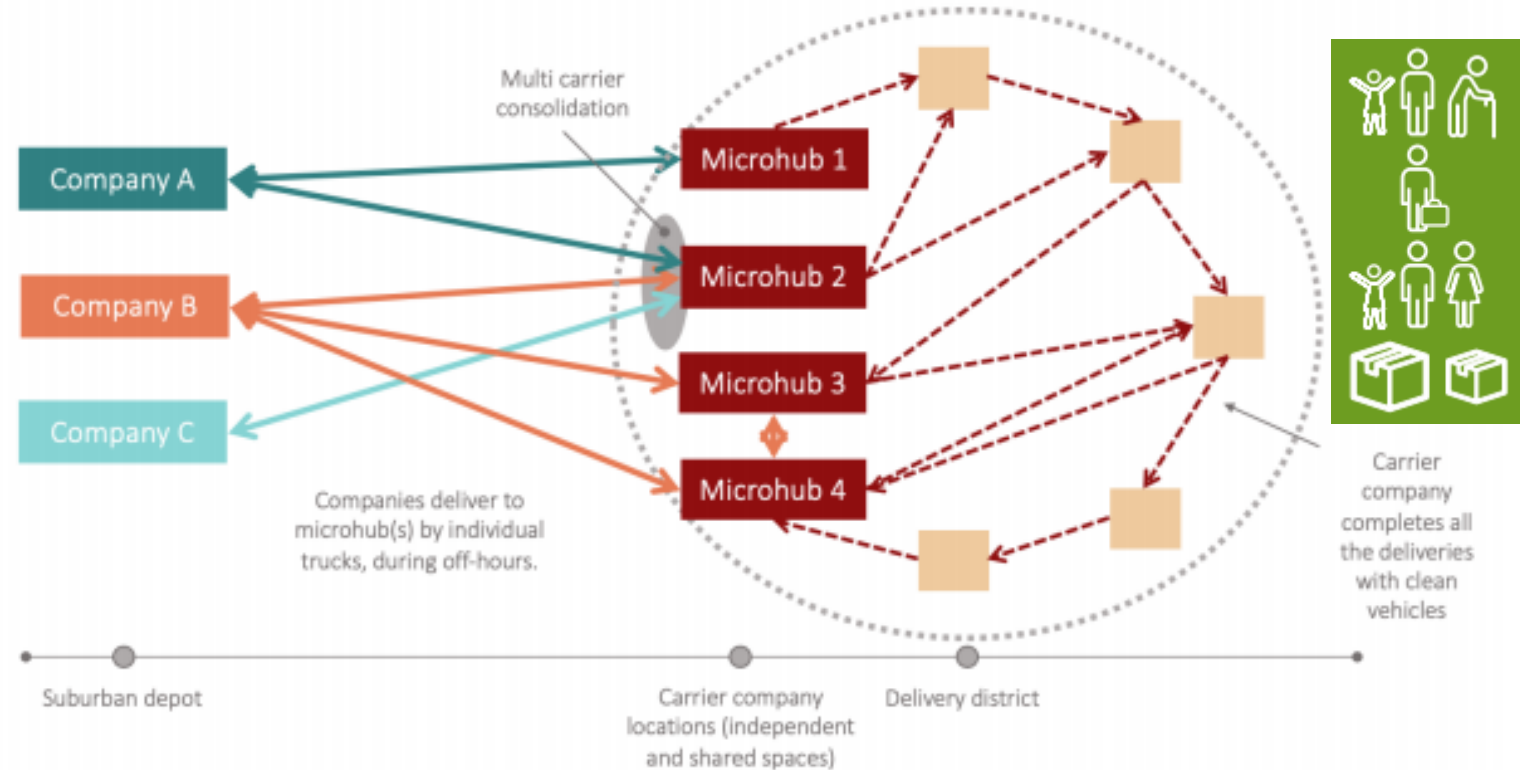 Multi carrier
consolidation
Company A
Company B
Company C
Microhub 1
Microhub 2
Microhub 3
Microhub 4
Companies deliver to
microhub(s) by individual
trucks, during off-hours.
Carrier
company
completes all
the deliveries
with clean
vehicles
Suburban depot
Carrier company
locations (independent
and shared spaces)
Delivery district